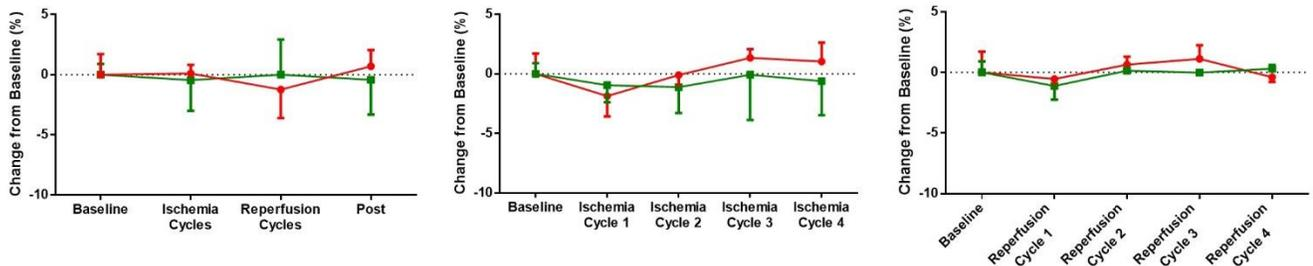 Change from Baseline (%)
5
0
-5
-10
Baseline
Ischemia
Cycles
Reperfusion
Cycles
Post
Change from Baseline (%)
5
0
-5
-10
Baseline
Ischemia
Cycle 1
Ischemia
Cycle 2
Ischemia
Cycle 3
Ischemia
Cycle 4
Change from Baseline (%)
5
0
-5
-10
Baseline
Reperfusion
Cycle 1
Reperfusion
Cycle 2
Reperfusion
Cycle 3
Reperfusion
Cycle 4